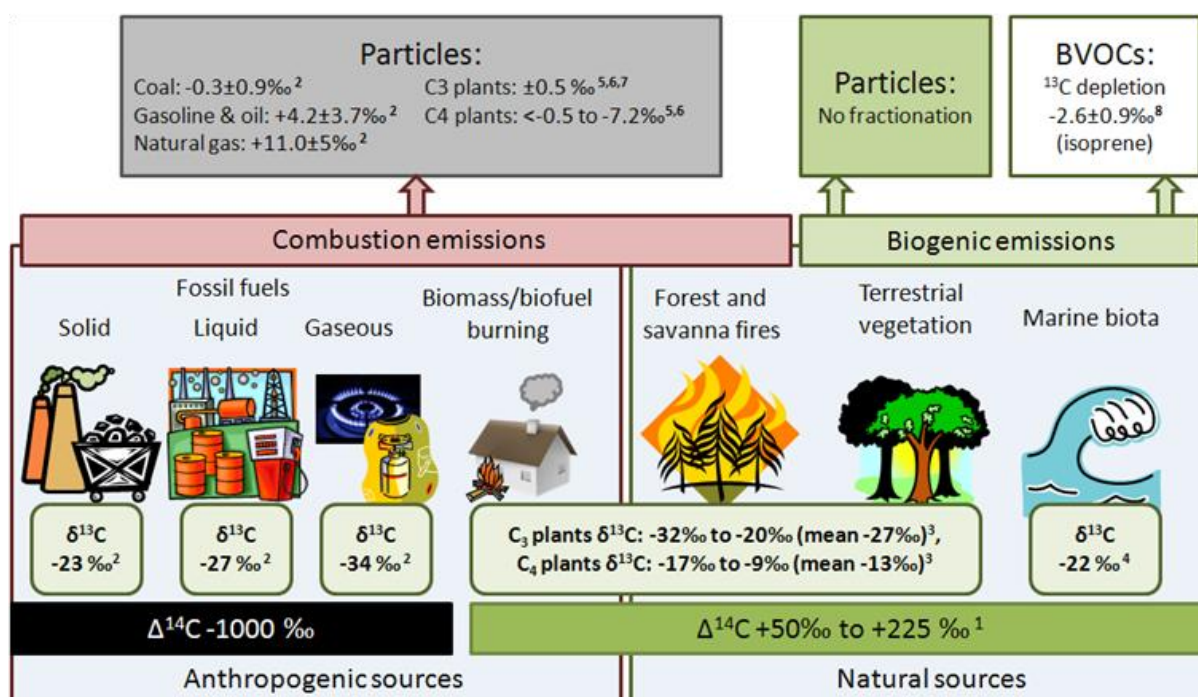 Particles:
Coal: -0.3±0.9‰²
Gasoline & oil: +4.2±3.7‰²
Natural gas: +11.0±5‰²
C3 plants: ±0.5 ‰⁵,⁶,⁷
C4 plants: <-0.5 to -7.2‰⁵,⁶
Particles:
No fractionation
BVOCs:
¹³C depletion
-2.6±0.9‰⁸
(isoprene)
Combustion emissions
Biogenic emissions
Fossil fuels
Solid
Liquid
Gaseous
Biomass/biofuel
burning
Forest and
savanna fires
Terrestrial
vegetation
Marine biota
δ¹³C
-23 ‰²
δ¹³C
-27 ‰²
δ¹³C
-34 ‰²
C₃ plants δ¹³C: -32‰ to -20‰ (mean -27‰)³,
C₄ plants δ¹³C: -17‰ to -9‰ (mean -13‰)³
δ¹³C
-22 ‰⁴
Δ¹⁴C -1000 ‰
Δ¹⁴C +50‰ to +225 ‰¹
Anthropogenic sources
Natural sources